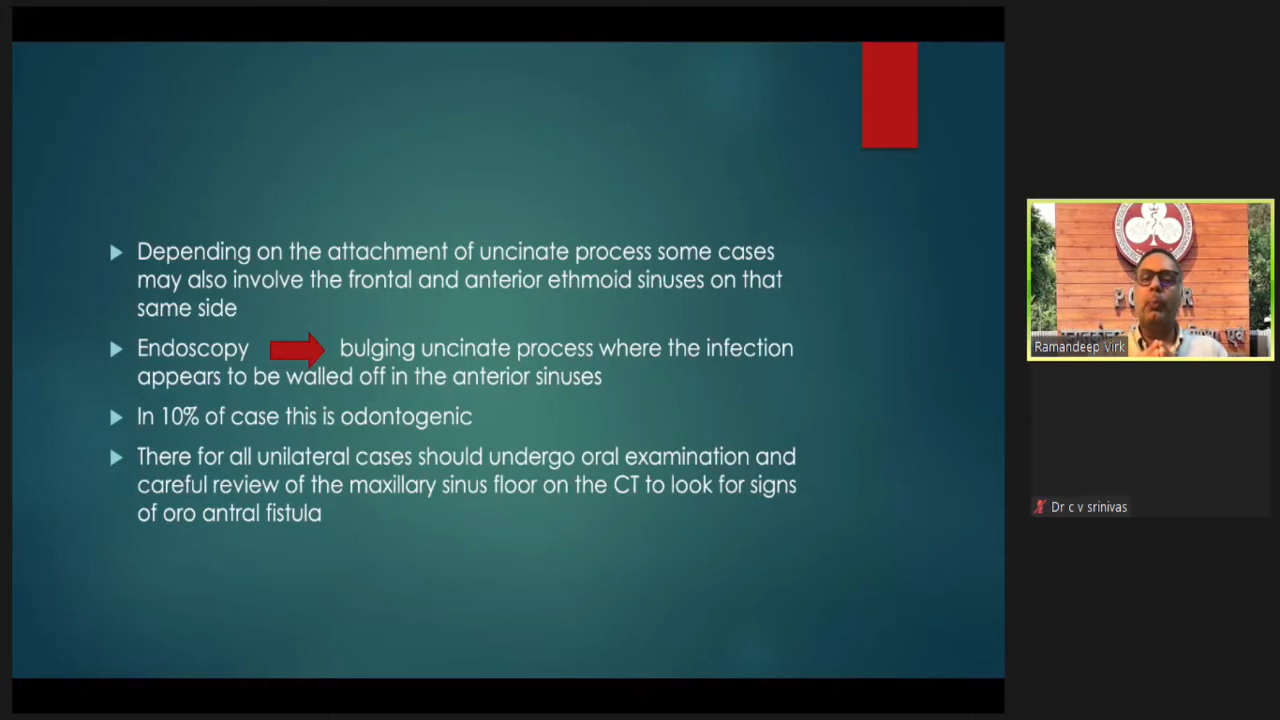 Depending on the attachment of uncinate process some cases
may also involve the frontal and anterior ethmoid sinuses on that
same side
Endoscopy bulging uncinate process where the infection
appears to be walled off in the anterior sinuses
In 10% of case this is odontogenic
There for all unilateral cases should undergo oral examination and
careful review of the maxillary sinus floor on the CT to look for signs
of oro antral fistula
Ramandeep Virk
Dr c v srinivas